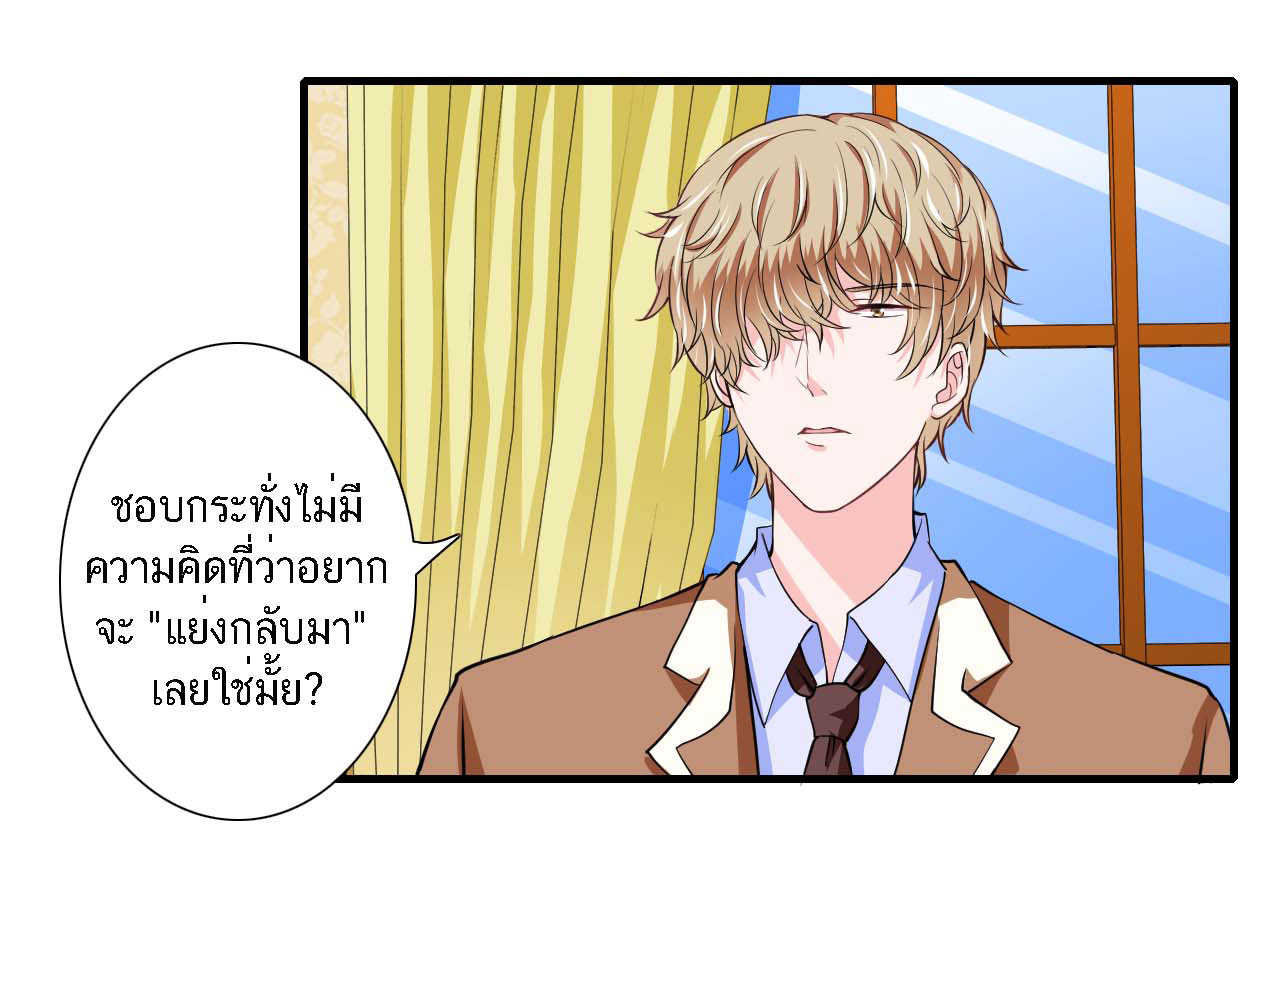 ชอบกระทั่งไม่มี
ความคิดที่ว่าอยาก
จะ "แย่งกลับมา"
เลยใช่มั้ย?